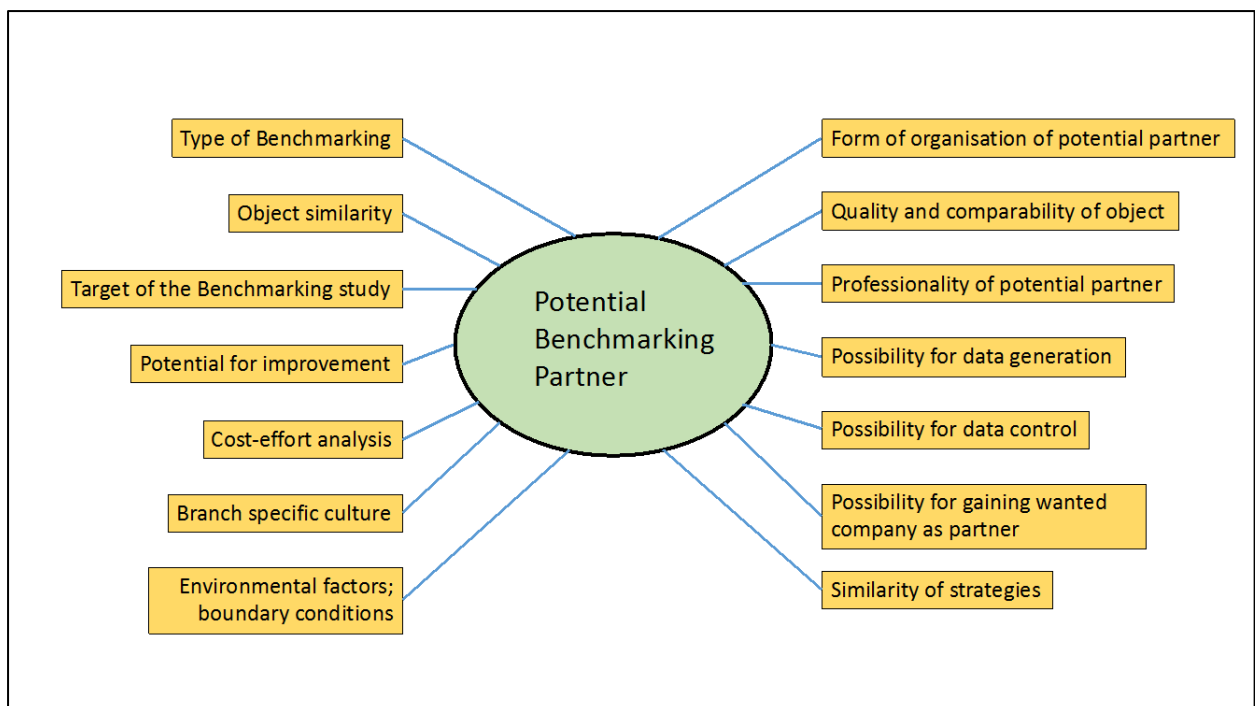 Type of Benchmarking
Object similarity
Target of the Benchmarking study
Potential for improvement
Cost-effort analysis
Branch specific culture
Environmental factors;
boundary conditions
Potential
Benchmarking
Partner
Form of organisation of potential partner
Quality and comparability of object
Professionality of potential partner
Possibility for data generation
Possibility for data control
Possibility for gaining wanted
company as partner
Similarity of strategies